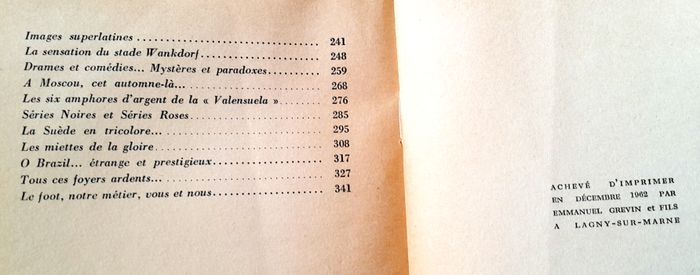 Images superlatines ........................................ 241
La sensation du stade Wankdorf ........................ 248
Drames et comédies... Mystères et paradoxes ............ 259
A Moscou, cet automne-là... ............................ 268
Les six amphores d'argent de la « Valensuela » .......... 276
Séries Noires et Séries Roses ............................ 285
La Suède en tricolore... ................................ 295
Les miettes de la gloire ................................ 308
O Brazil... étrange et prestigieux ........................ 317
Tous ces foyers ardents... .............................. 327
Le foot, notre métier, vous et nous ...................... 341
ACHEVÉ D'IMPRIMER
EN DÉCEMBRE 1962 PAR
EMMANUEL GREVIN et FILS
A LAGNY-SUR-MARNE